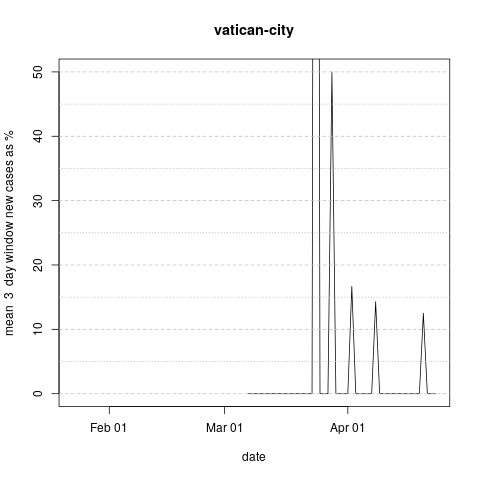 vatican-city
mean  3  day window new cases as %
50
40
30
20
10
0
Feb 01
Mar 01
Apr 01
date